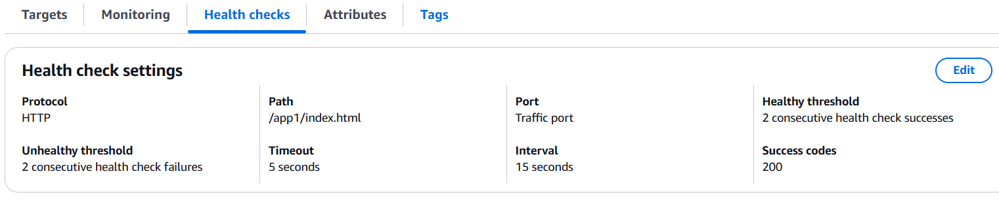 Targets
Monitoring
Health checks
Attributes
Tags
Health check settings
Edit
Protocol
HTTP
Path
/app1/index.html
Port
Traffic port
Healthy threshold
2 consecutive health check successes
Unhealthy threshold
2 consecutive health check failures
Timeout
5 seconds
Interval
15 seconds
Success codes
200